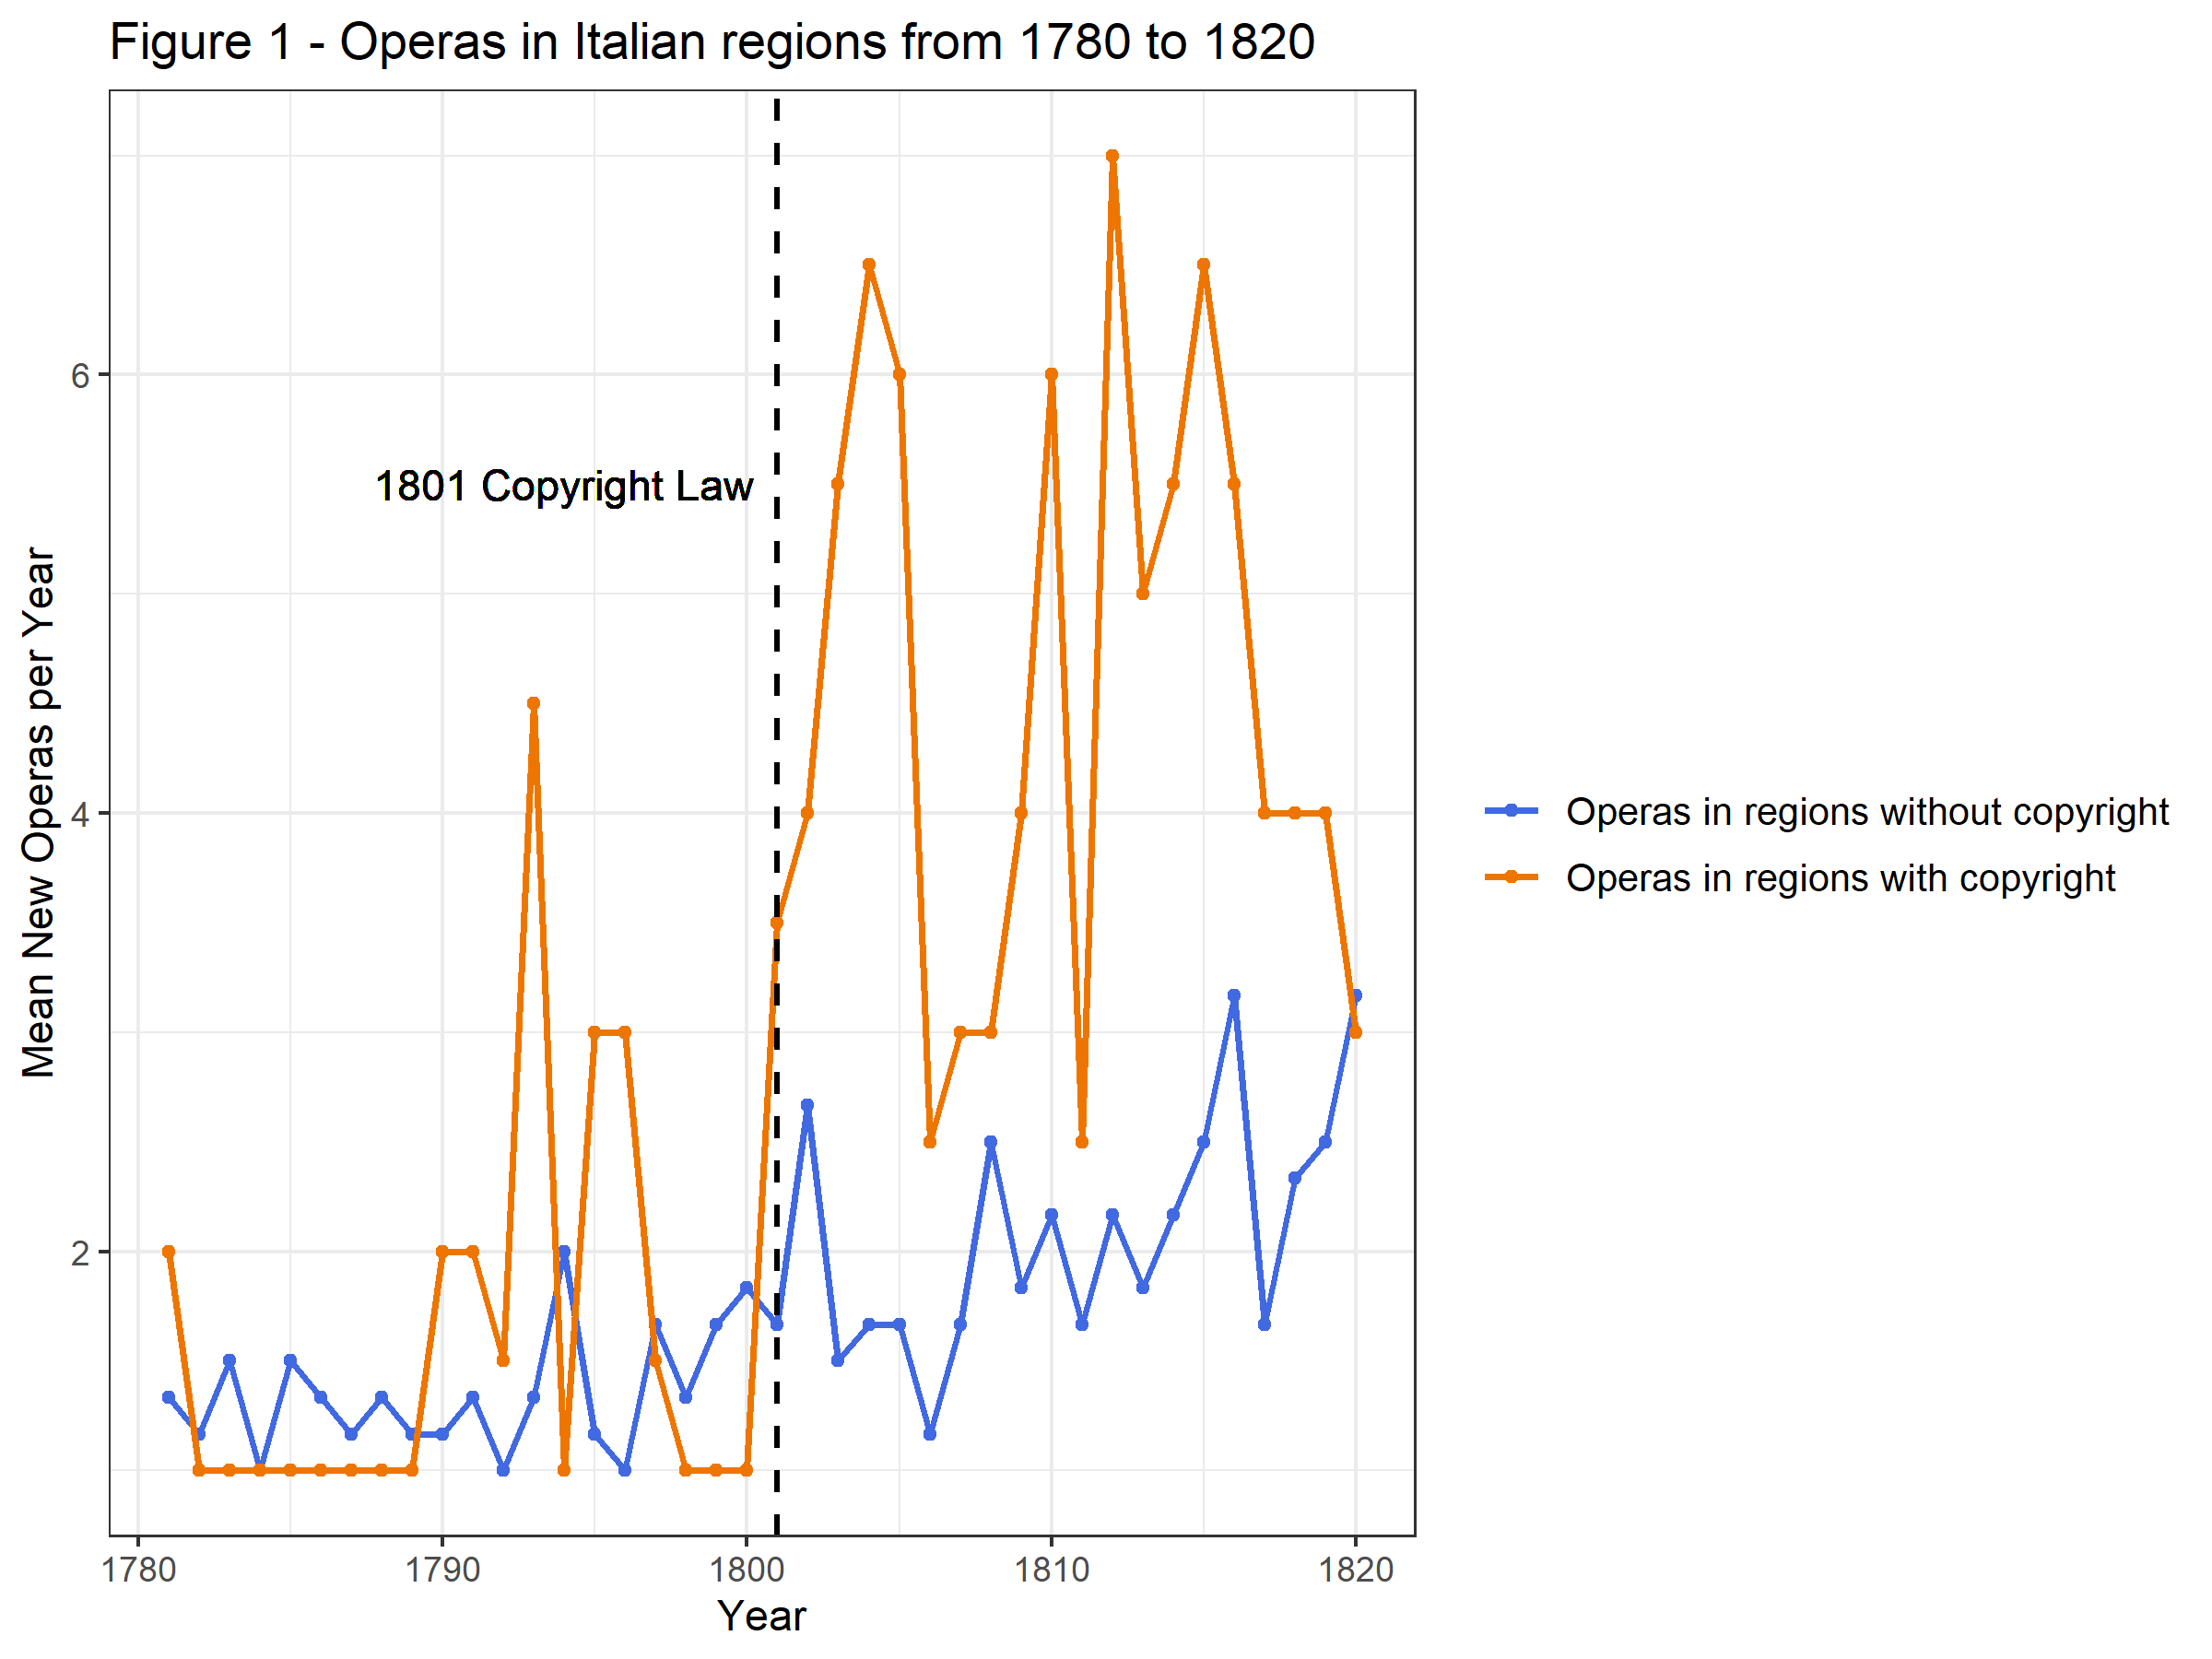 Figure 1 - Operas in Italian regions from 1780 to 1820
Mean New Operas per Year
6
4
2
1801 Copyright Law
1780 1790 1800 1810 1820
Year
Operas in regions without copyright
Operas in regions with copyright